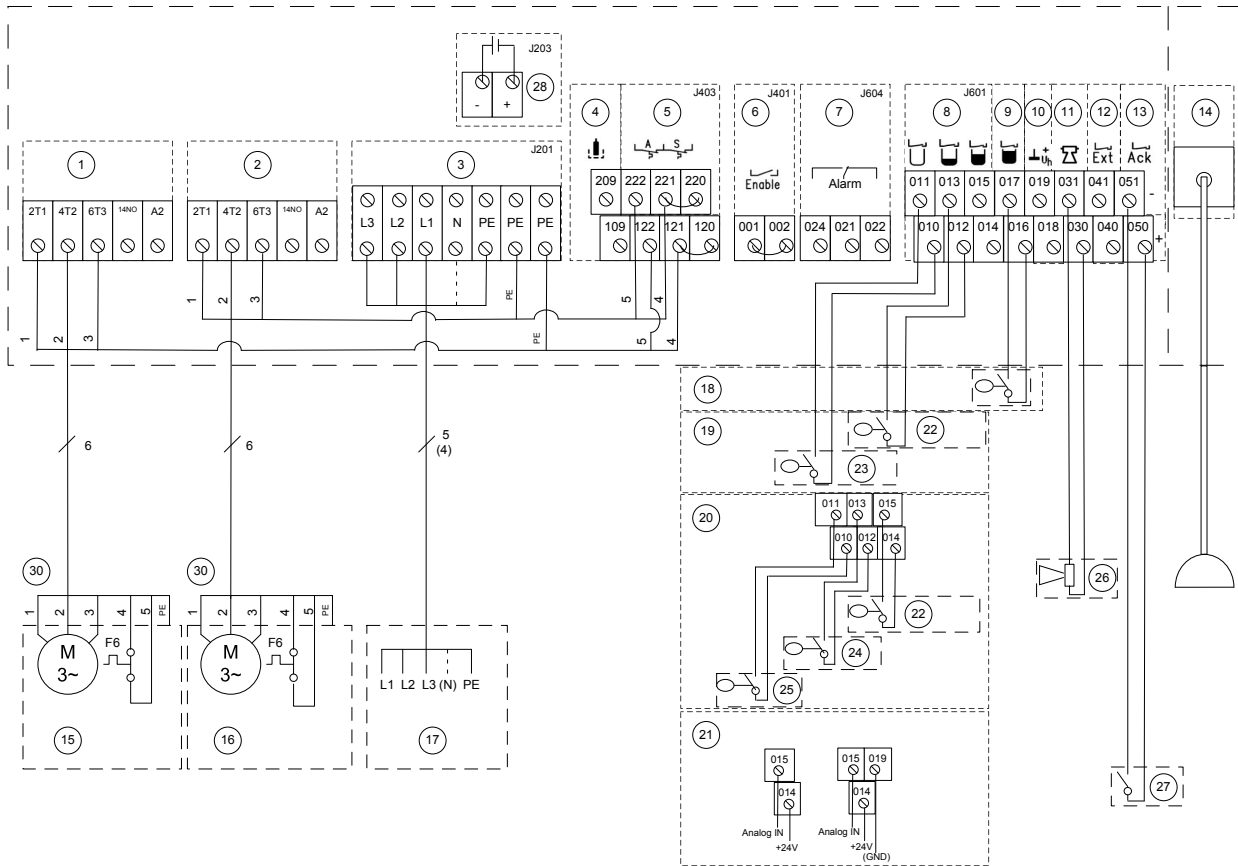 J203
- + 28
1
2T1 4T2 6T3 14NO A2
2
2T1 4T2 6T3 14NO A2
3 J201
L3 L2 L1 N PE PE PE
4
5 J403
A S
209 222 221 220
109 122 121 120
6 J401
Enable
001 002
7 J604
Alarm
024 021 022
8 J601 9 10 11 12 13
+ Uh Ext Ack
011 013 015 017 019 031 041 051 -
010 012 014 016 018 030 040 050 +
14
1 2 3
1 2 3
PE
PE
5 4
5 4
6
6
5
(4)
18
19
22
23
20
011 013 015
010 012 014
22
24
25
21
015
014
Analog IN
+24V
015 019
014
Analog IN
+24V
(GND)
26
27
30
1 2 3 4 5 PE
M
3~
F6
15
30
1 2 3 4 5 PE
M
3~
F6
16
L1 L2 L3 (N) PE
17